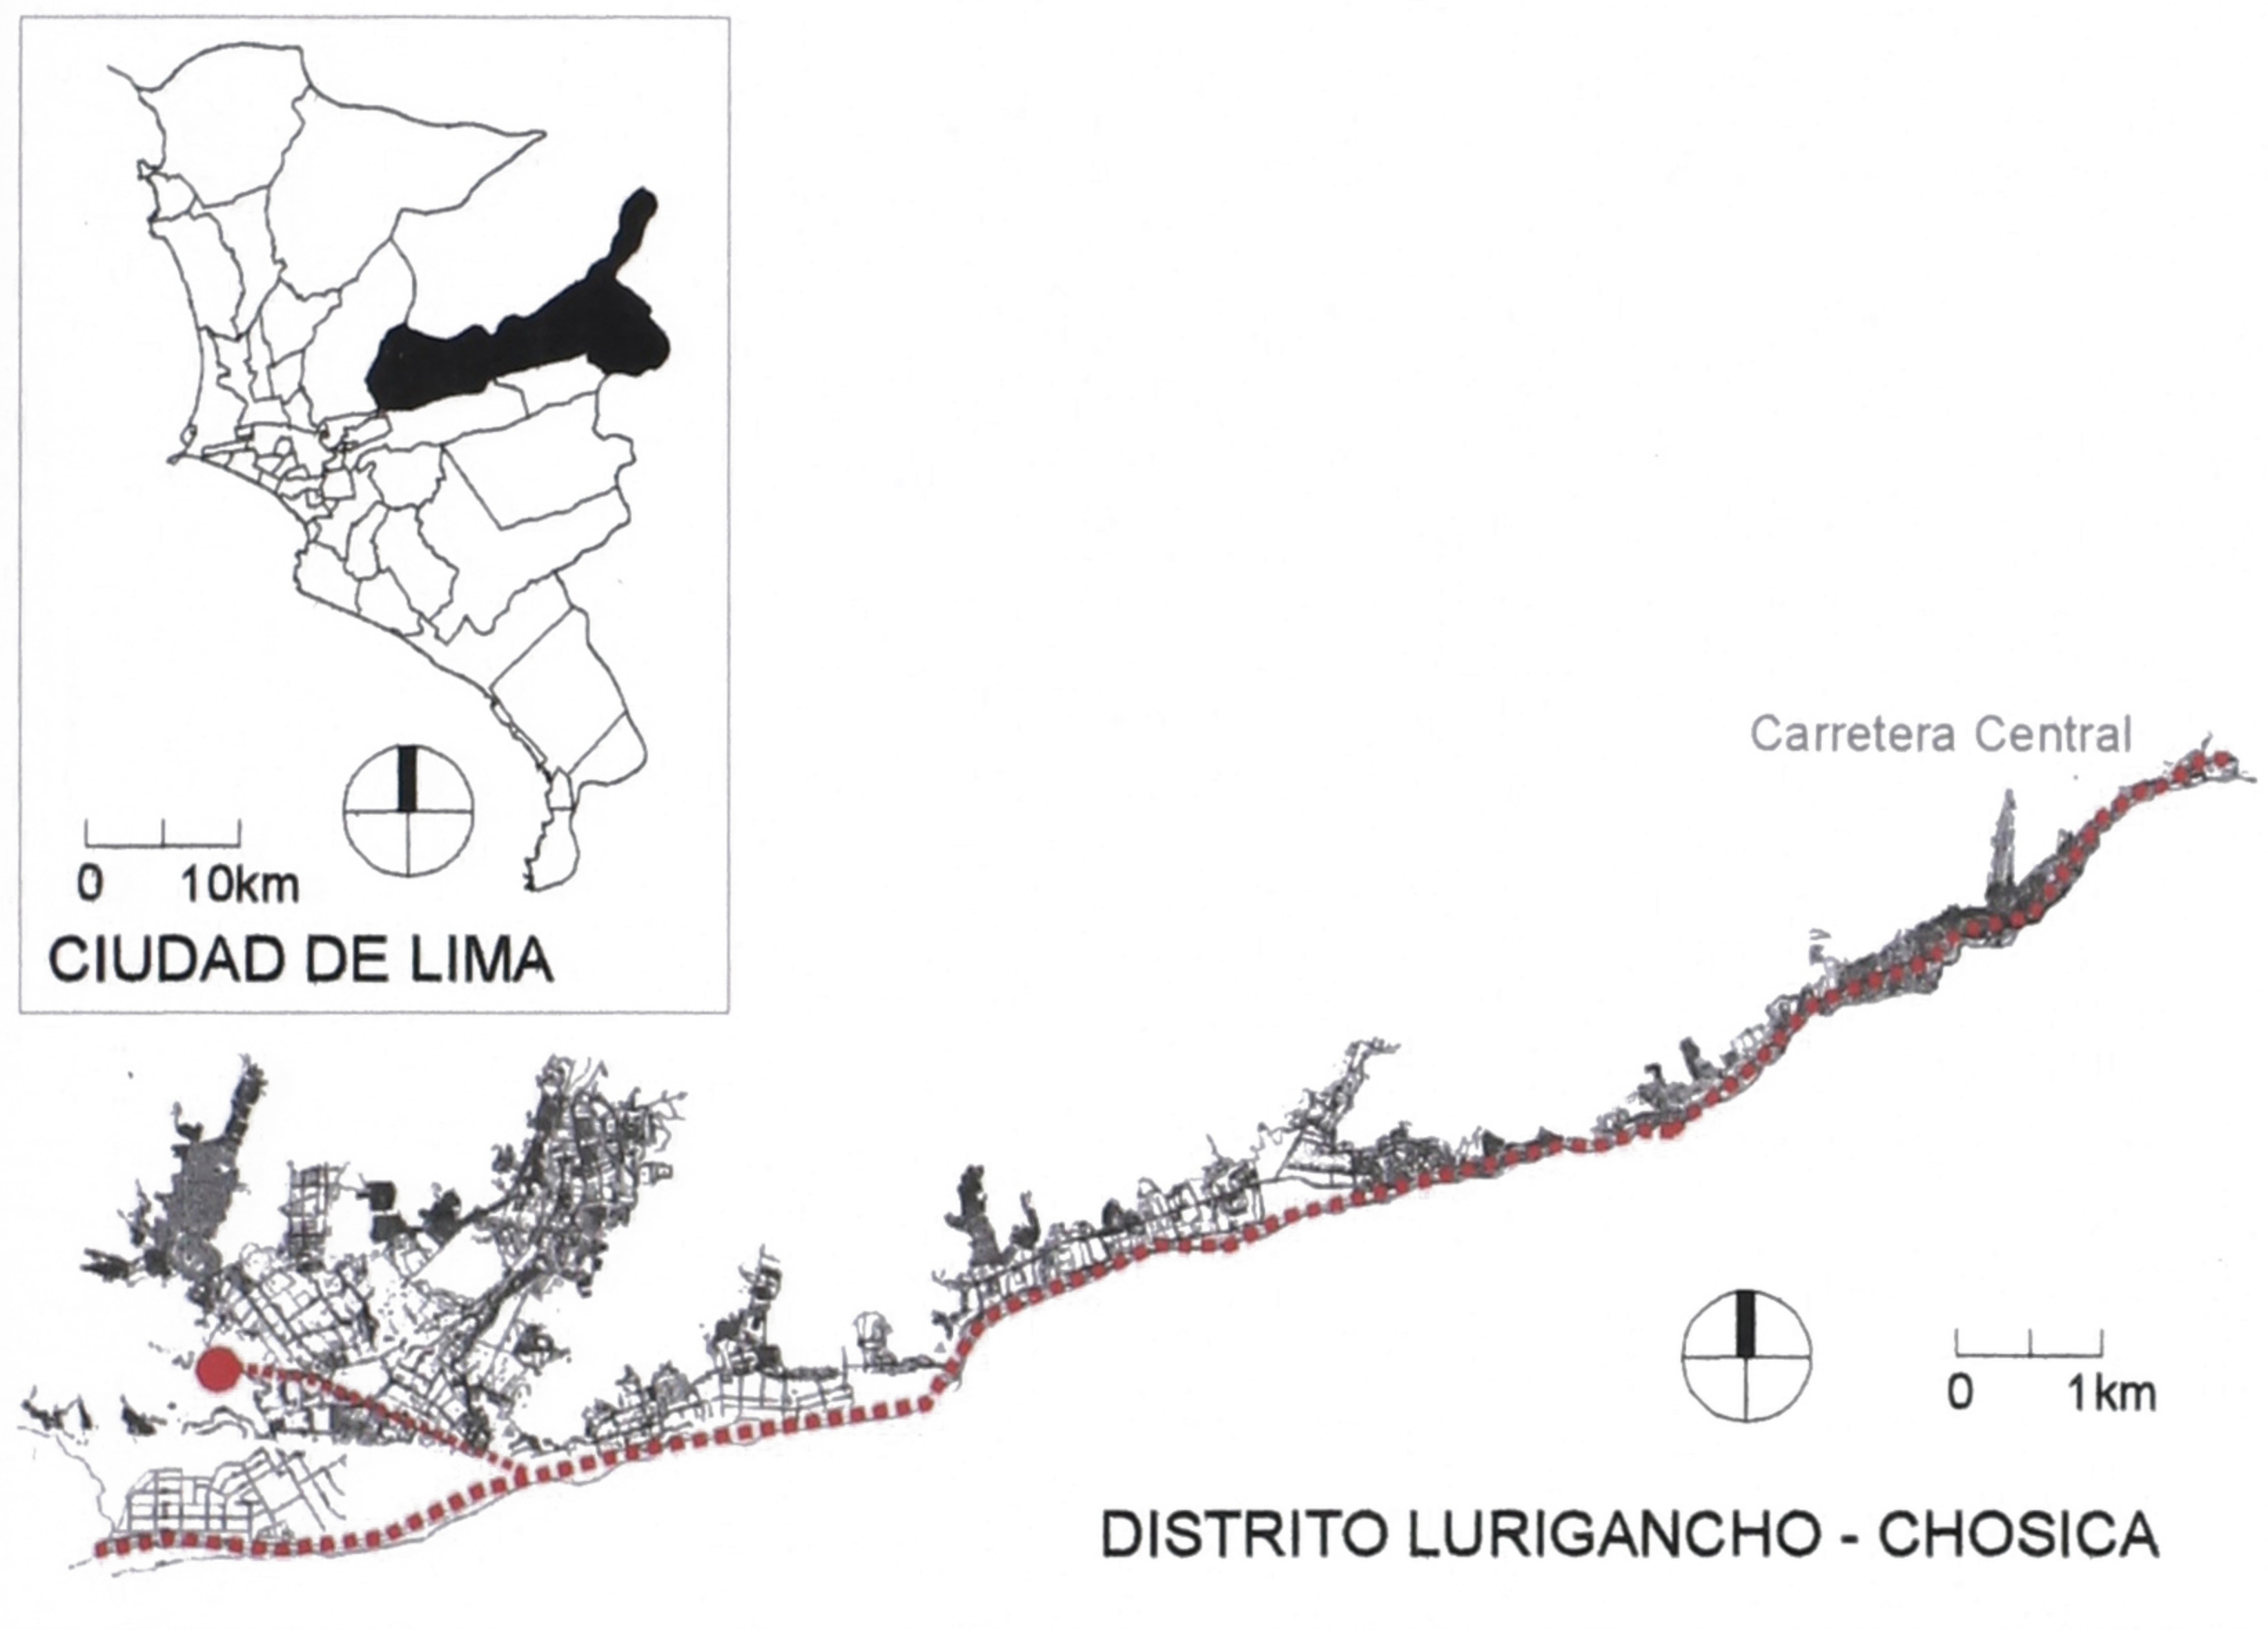 0 10km
CIUDAD DE LIMA
Carretera Central
0 1km
DISTRITO LURIGANCHO - CHOSICA